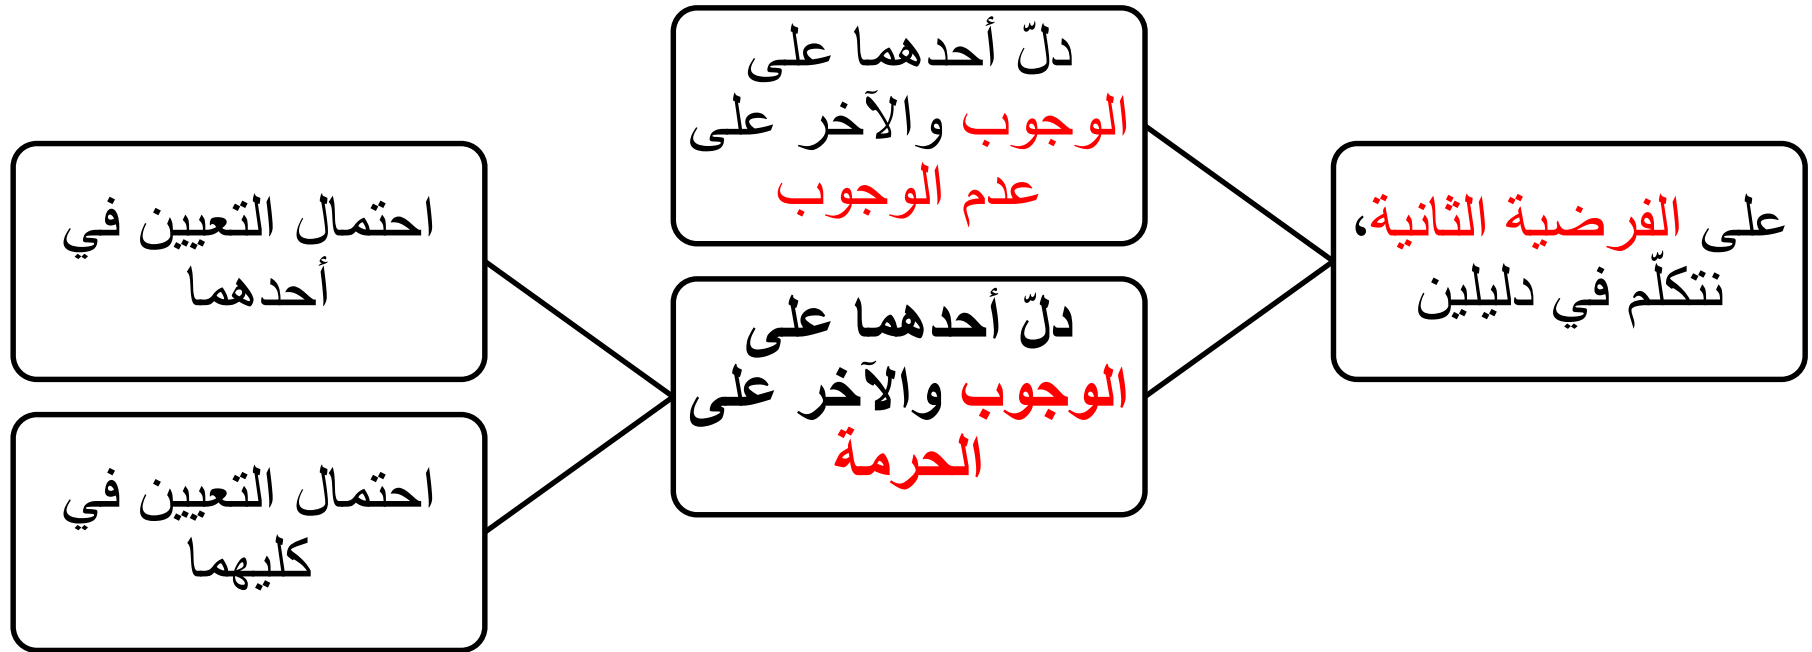 على الفرضية الثانية،
نتكلّم في دليلين
دلّ أحدهما على
الوجوب والآخر على
عدم الوجوب
دلّ أحدهما على
الوجوب والآخر على
الحرمة
احتمال التعيين في
أحدهما
احتمال التعيين في
كليهما